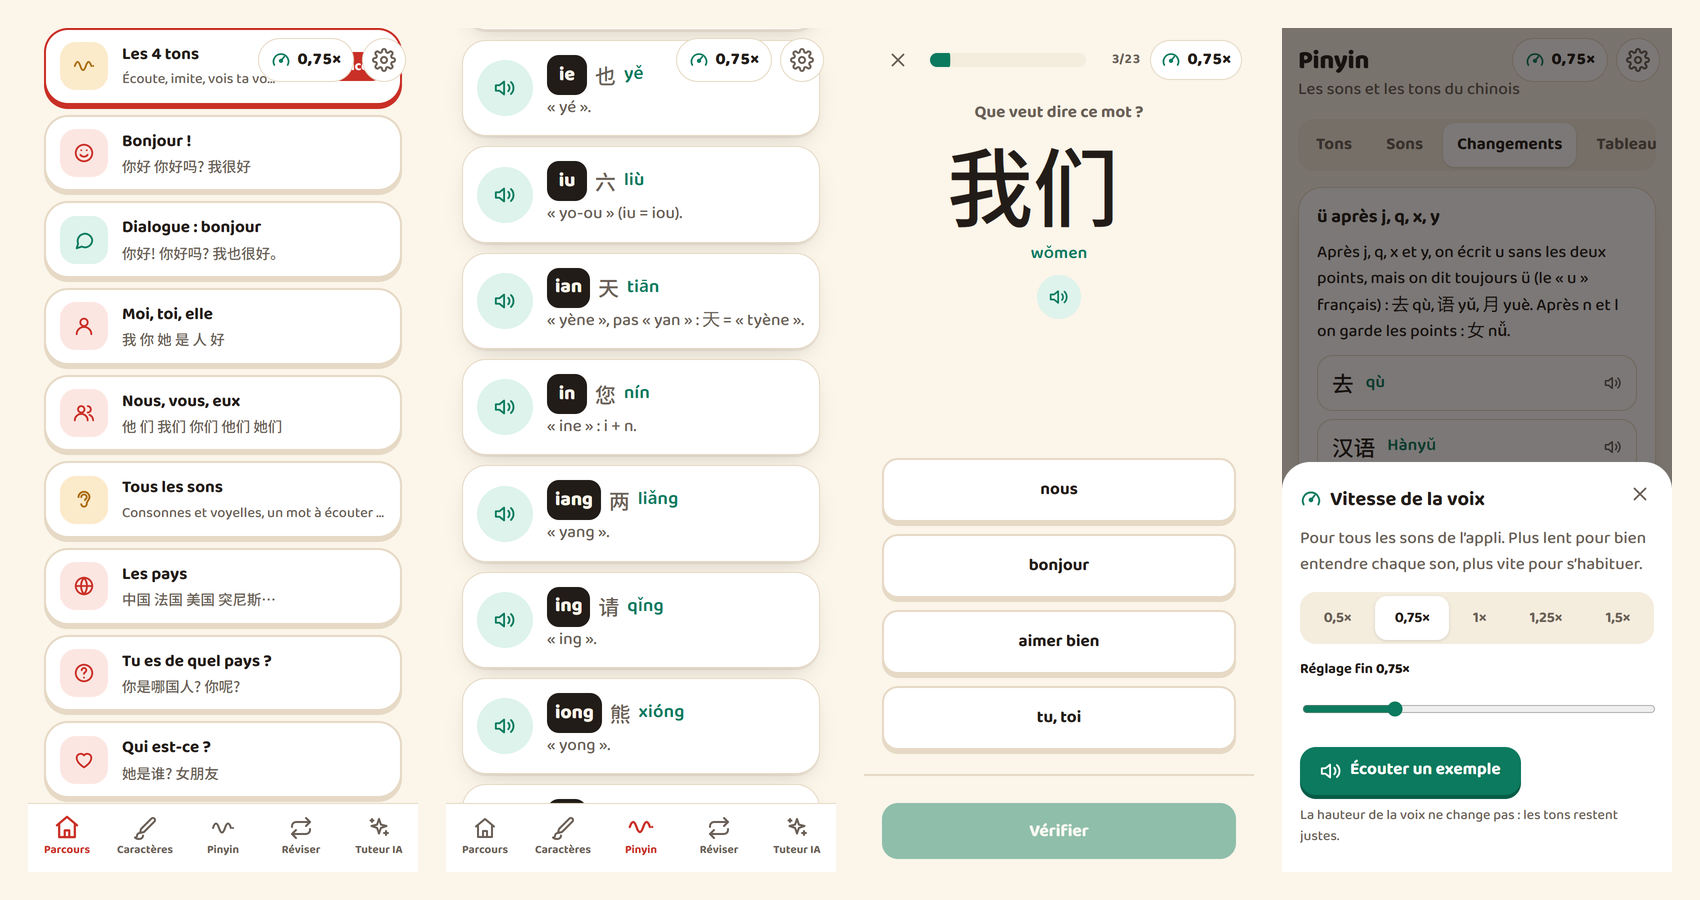 Les 4 tons
Écoute, imite, vois ta vo...
0,75×
Bonjour !
你好 你好吗? 我很好
Dialogue : bonjour
你好! 你好吗? 我也很好。
Moi, toi, elle
我 你 她 是 人 好
Nous, vous, eux
他 们 我们 你们 他们 她们
Tous les sons
Consonnes et voyelles, un mot à écouter ...
Les pays
中国 法国 美国 突尼斯…
Tu es de quel pays ?
你是哪国人? 你呢?
Qui est-ce ?
她是谁? 女朋友
Parcours
Caractères
Pinyin
Réviser
Tuteur IA
0,75×
ie 也 yě
« yé ».
iu 六 liù
« yo-ou » (iu = iou).
ian 天 tiān
« yène », pas « yan » : 天 = « tyène ».
in 您 nín
« ine » : i + n.
iang 两 liǎng
« yang ».
ing 请 qǐng
« ing ».
iong 熊 xióng
« yong ».
Parcours
Caractères
Pinyin
Réviser
Tuteur IA
3/23
0,75×
Que veut dire ce mot ?
我们
wǒmen
nous
bonjour
aimer bien
tu, toi
Vérifier
Pinyin
0,75×
Les sons et les tons du chinois
Tons
Sons
Changements
Tableau
ü après j, q, x, y
Après j, q, x et y, on écrit u sans les deux
points, mais on dit toujours ü (le « u »
français) : 去 qù, 语 yǔ, 月 yuè. Après n et l
on garde les points : 女 nǚ.
去 qù
汉语 Hànyǔ
Vitesse de la voix
Pour tous les sons de l'appli. Plus lent pour bien
entendre chaque son, plus vite pour s'habituer.
0,5×
0,75×
1×
1,25×
1,5×
Réglage fin 0,75×
Écouter un exemple
La hauteur de la voix ne change pas : les tons restent
justes.